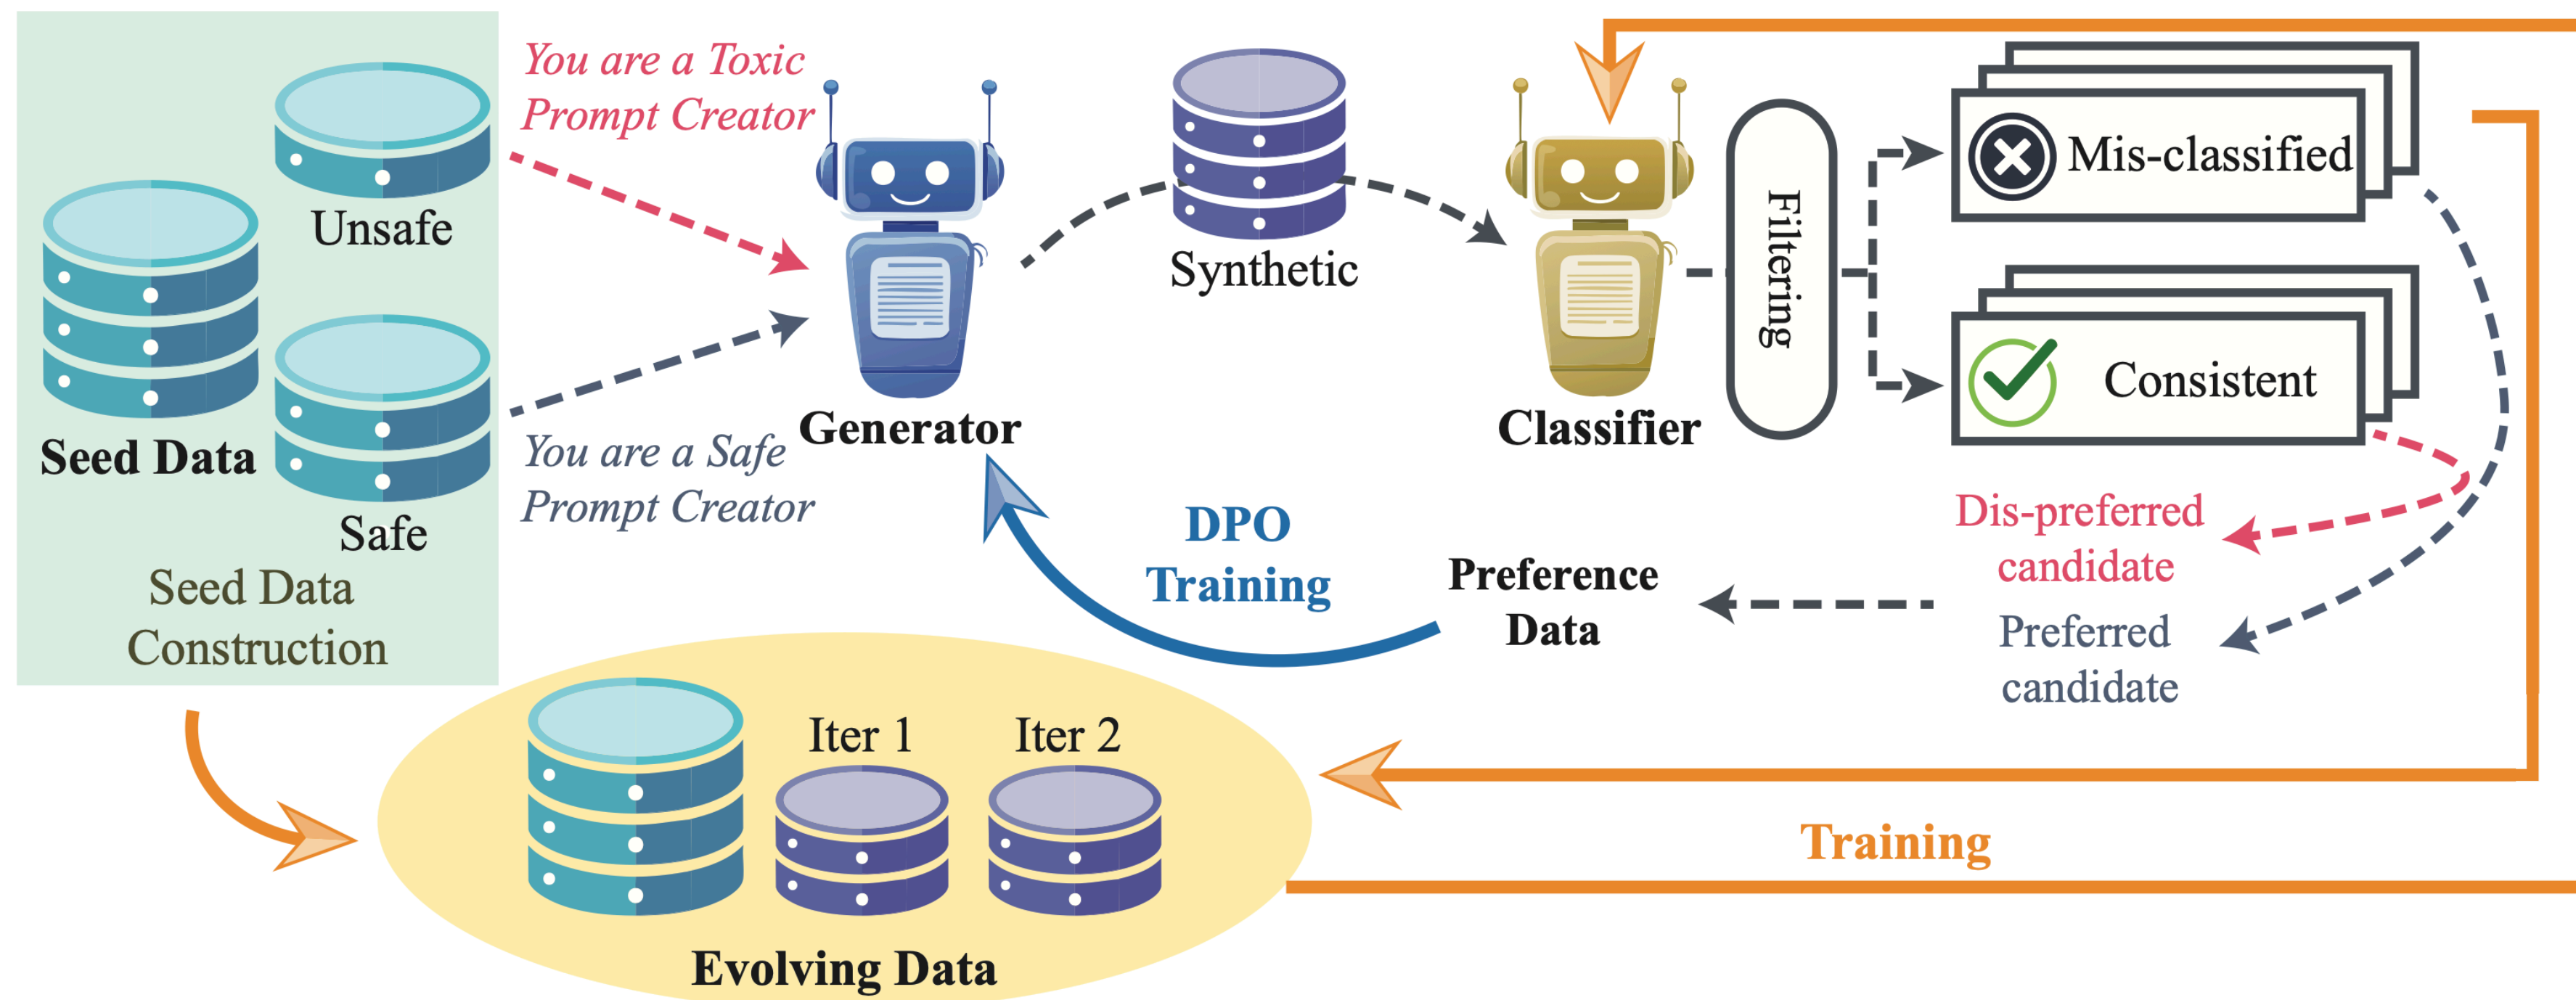 Unsafe
Seed Data
Safe
Seed Data
Construction
You are a Toxic
Prompt Creator
You are a Safe
Prompt Creator
Generator
Synthetic
Classifier
Filtering
Mis-classified
Consistent
Dis-preferred
candidate
Preferred
candidate
Preference
Data
DPO
Training
Iter 1
Iter 2
Evolving Data
Training